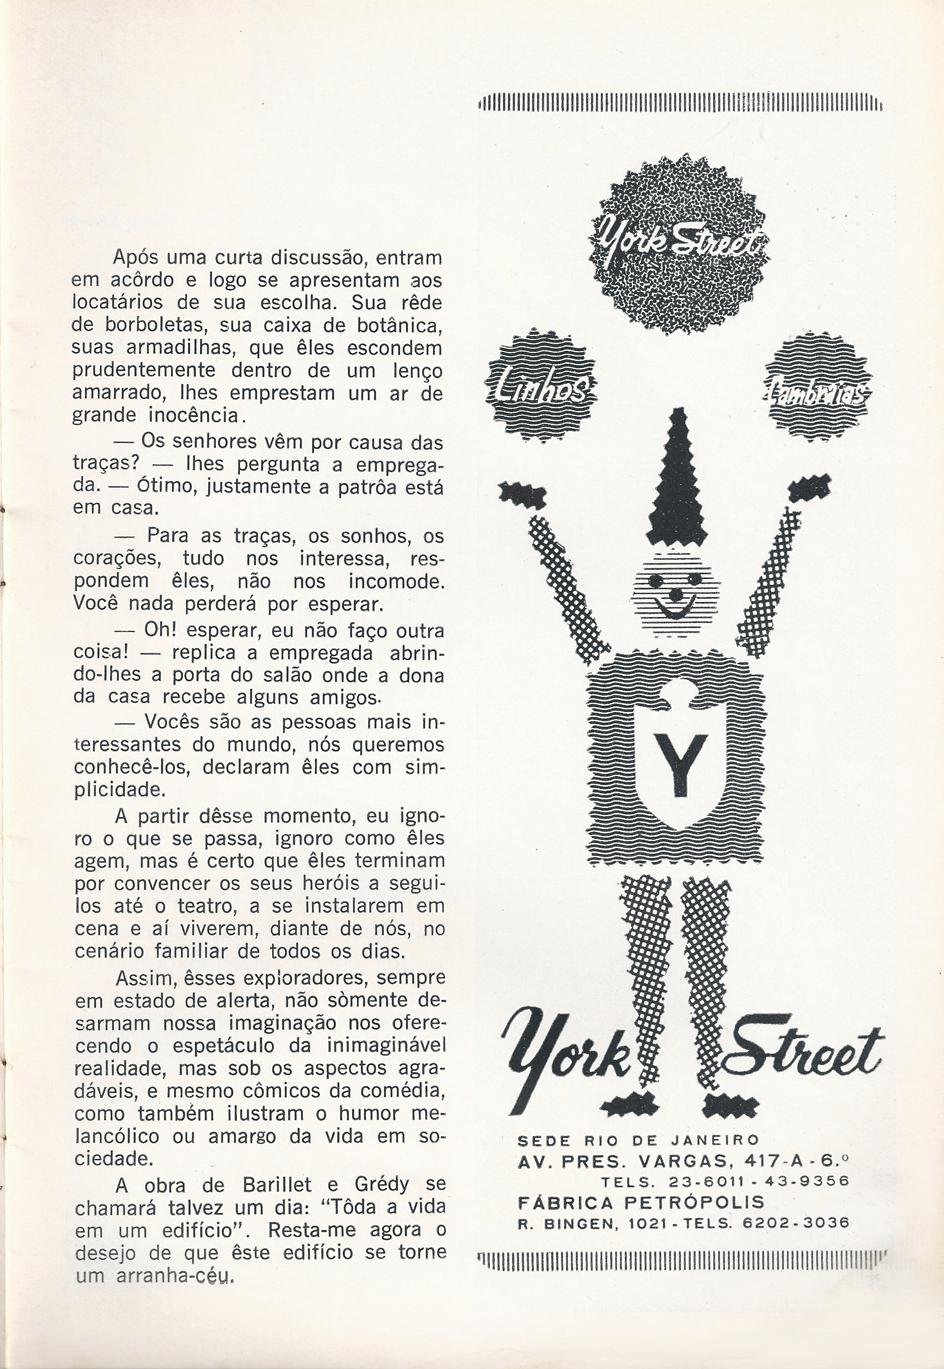 Após uma curta discussão, entram
em acôrdo e logo se apresentam aos
locatários de sua escolha. Sua rêde
de borboletas, sua caixa de botânica,
suas armadilhas, que êles escondem
prudentemente dentro de um lenço
amarrado, lhes emprestam um ar de
grande inocência.
— Os senhores vêm por causa das
traças? — lhes pergunta a emprega-
da. — Ótimo, justamente a patrôa está
em casa.
— Para as traças, os sonhos, os
corações, tudo nos interessa, res-
pondem êles, não nos incomode.
Você nada perderá por esperar.
— Oh! esperar, eu não faço outra
coisa! — replica a empregada abrin-
do-lhes a porta do salão onde a dona
da casa recebe alguns amigos.
— Vocês são as pessoas mais in-
teressantes do mundo, nós queremos
conhecê-los, declaram êles com sim-
plicidade.
A partir dêsse momento, eu igno-
ro o que se passa, ignoro como êles
agem, mas é certo que êles terminam
por convencer os seus heróis a segui-
los até o teatro, a se instalarem em
cena e aí viverem, diante de nós, no
cenário familiar de todos os dias.
Assim, êsses exploradores, sempre
em estado de alerta, não sòmente de-
sarmam nossa imaginação nos ofere-
cendo o espetáculo da inimaginável
realidade, mas sob os aspectos agra-
dáveis, e mesmo cômicos da comédia,
como também ilustram o humor me-
lancólico ou amargo da vida em so-
ciedade.
A obra de Barillet e Grédy se
chamará talvez um dia: “Tôda a vida
em um edifício”. Resta-me agora o
desejo de que êste edifício se torne
um arranha-céu.
York Street
Linhos
Cambraias
Y
York Street
SEDE RIO DE JANEIRO
AV. PRES. VARGAS, 417-A - 6.º
TELS. 23-6011 - 43-9356
FÁBRICA PETRÓPOLIS
R. BINGEN, 1021 - TELS. 6202-3036